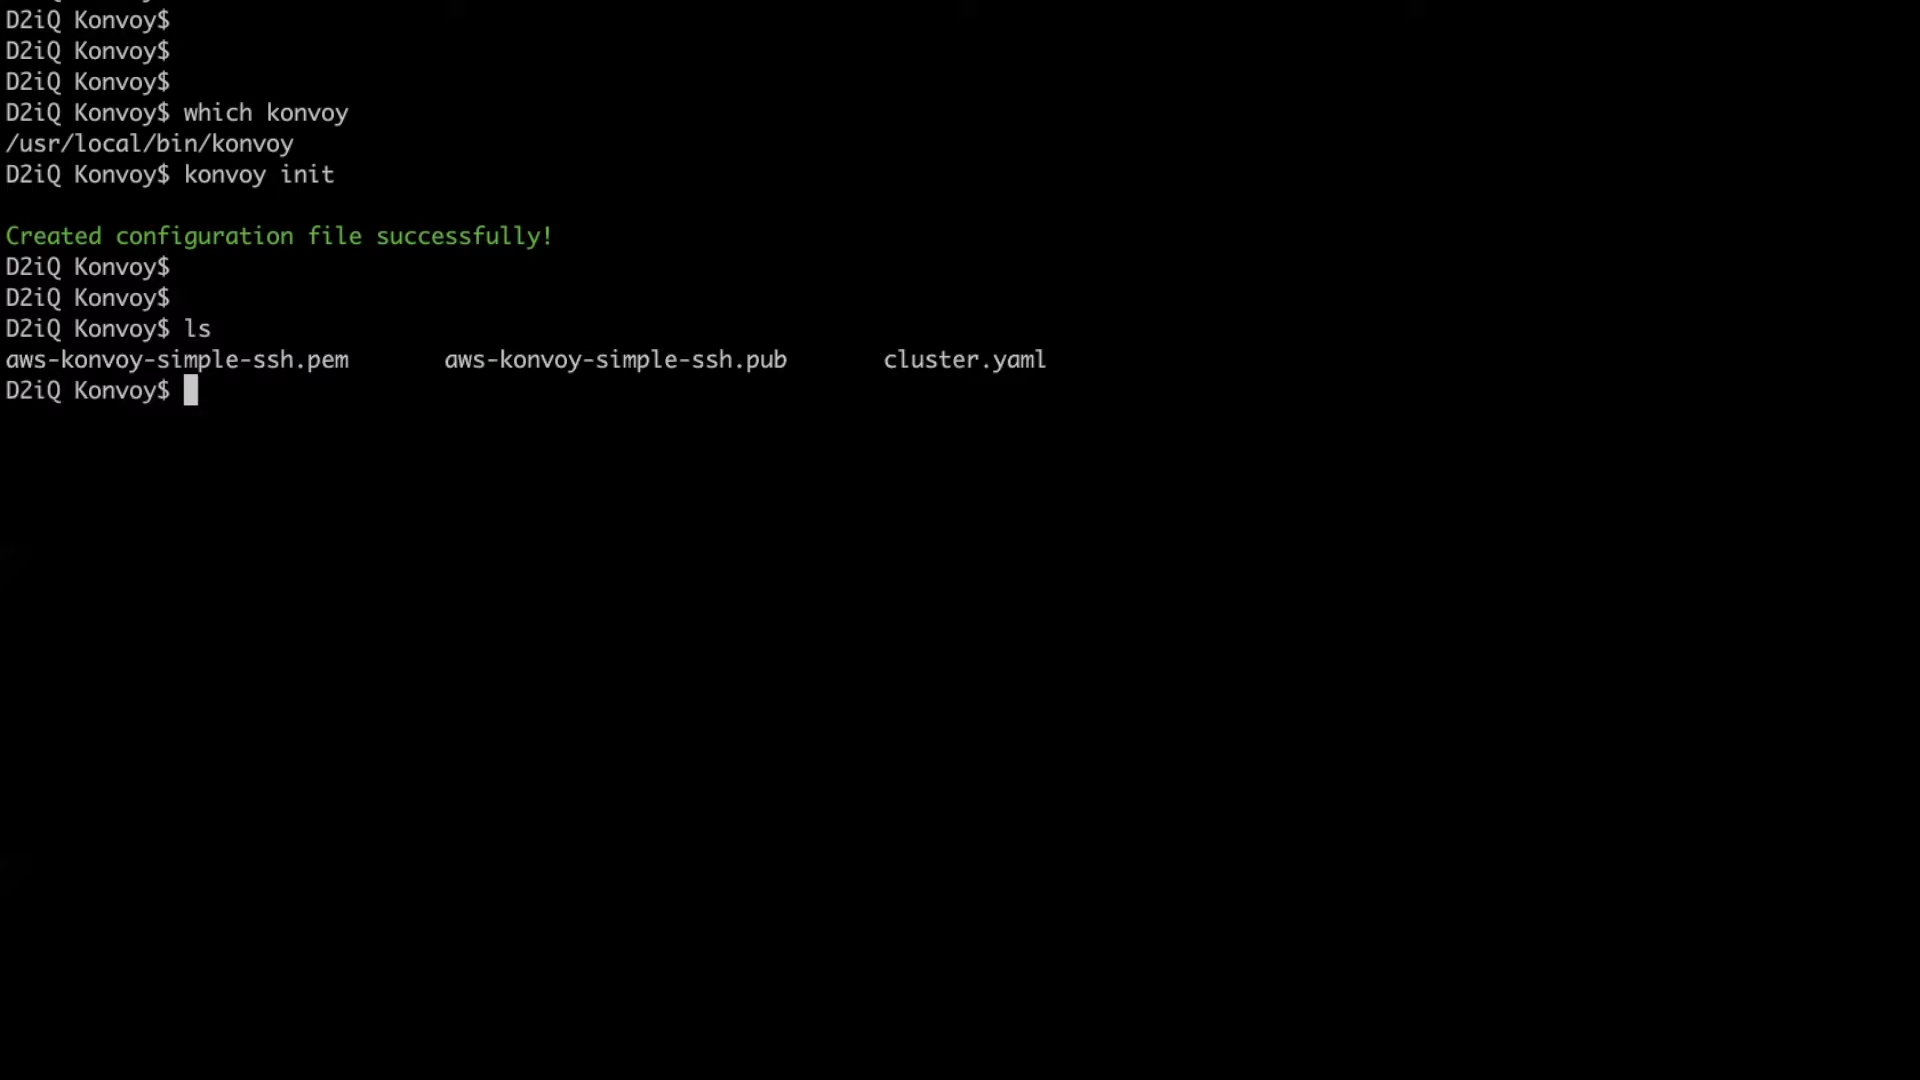 D2iQ Konvoy$
D2iQ Konvoy$
D2iQ Konvoy$
D2iQ Konvoy$ which konvoy
/usr/local/bin/konvoy
D2iQ Konvoy$ konvoy init
Created configuration file successfully!
D2iQ Konvoy$
D2iQ Konvoy$
D2iQ Konvoy$ ls
aws-konvoy-simple-ssh.pem aws-konvoy-simple-ssh.pub cluster.yaml
D2iQ Konvoy$